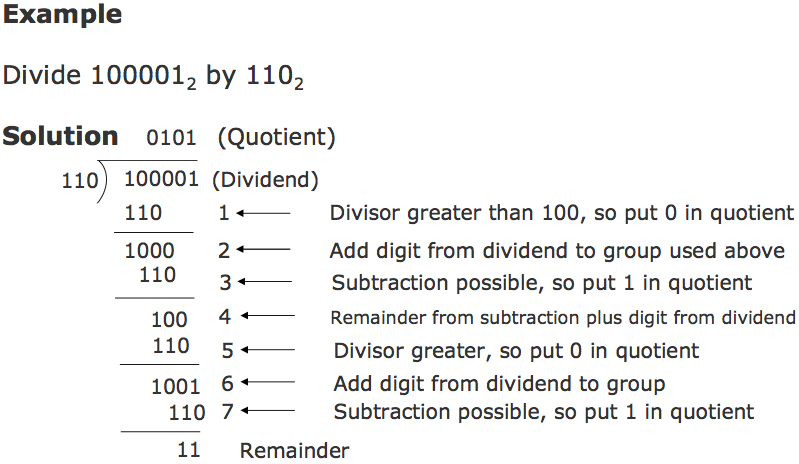 Example
Divide 100001₂ by 110₂
Solution 0101 (Quotient)
110 100001 (Dividend)
110 1 Divisor greater than 100, so put 0 in quotient
1000 2 Add digit from dividend to group used above
110 3 Subtraction possible, so put 1 in quotient
100 4 Remainder from subtraction plus digit from dividend
110 5 Divisor greater, so put 0 in quotient
1001 6 Add digit from dividend to group
110 7 Subtraction possible, so put 1 in quotient
11 Remainder